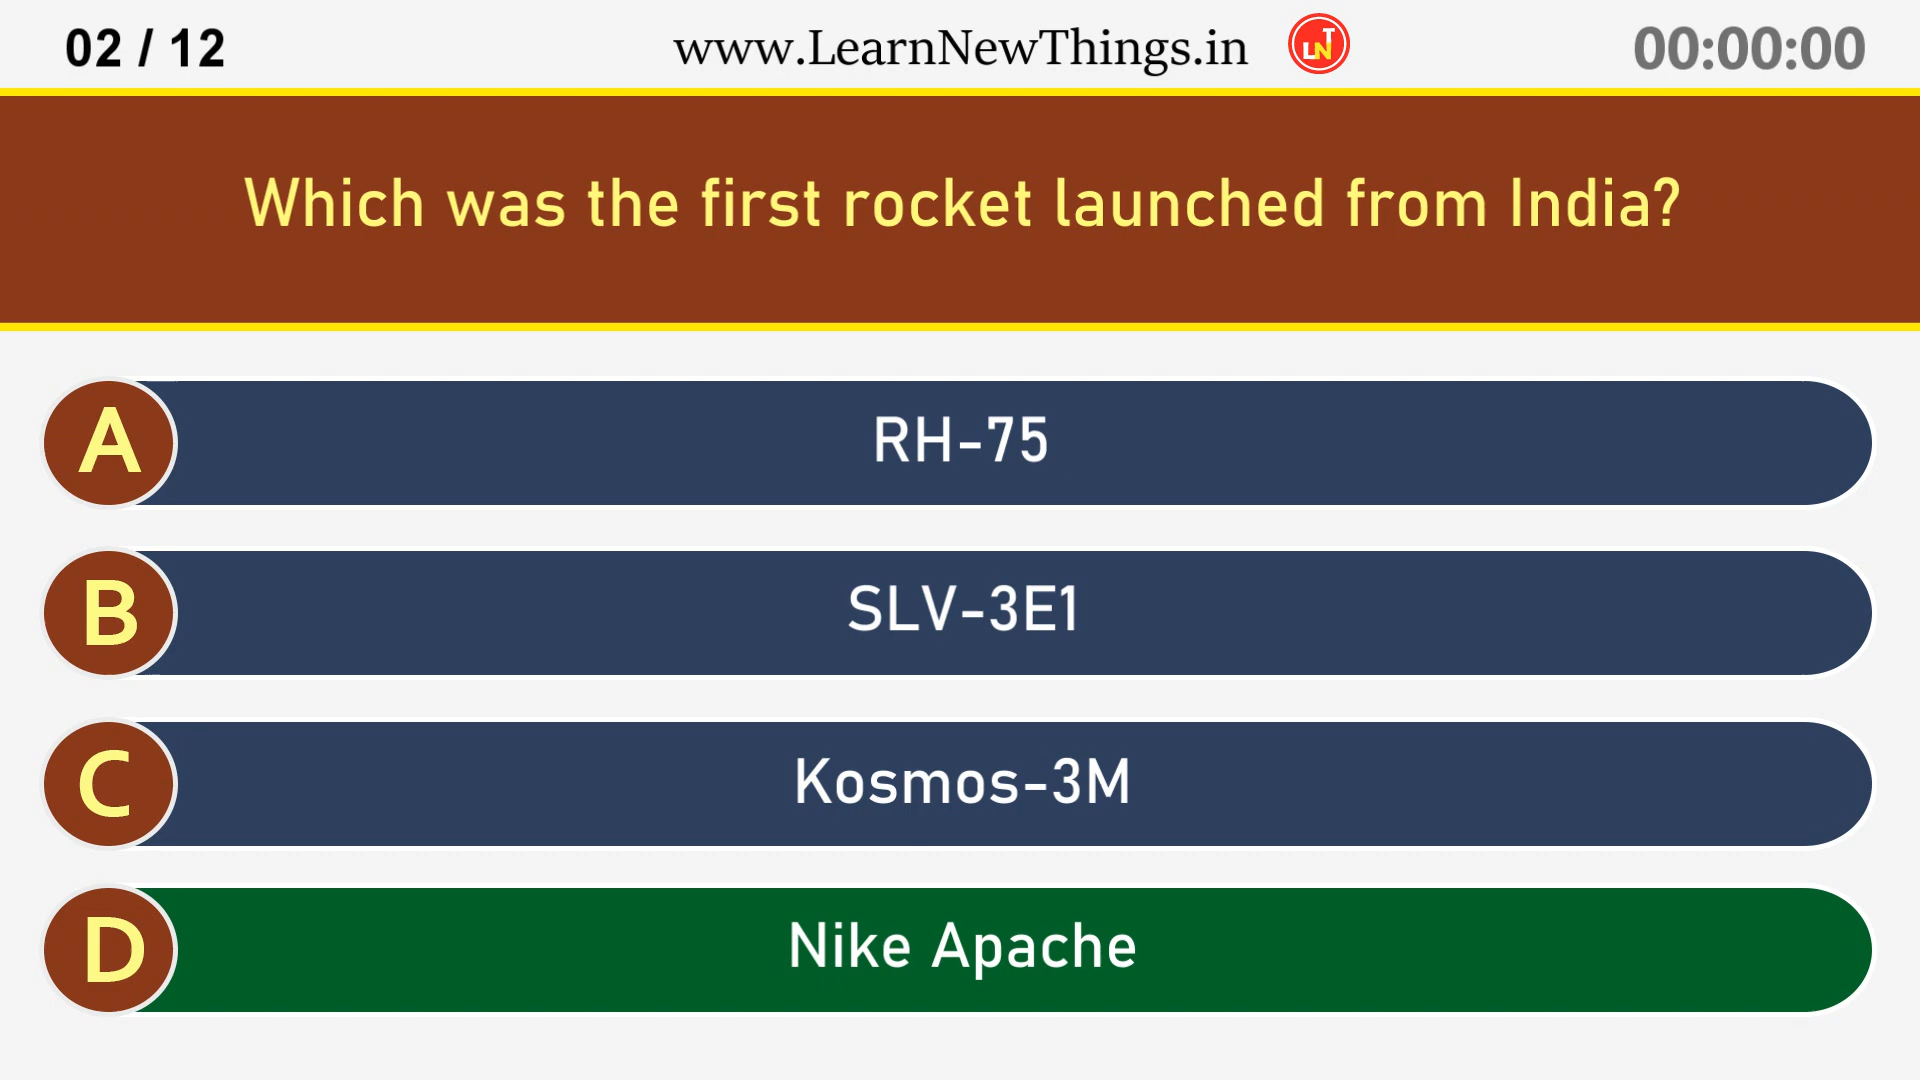 02 / 12
www.LearnNewThings.in
LNT
00:00:00
Which was the first rocket launched from India?
A
RH-75
B
SLV-3E1
C
Kosmos-3M
D
Nike Apache